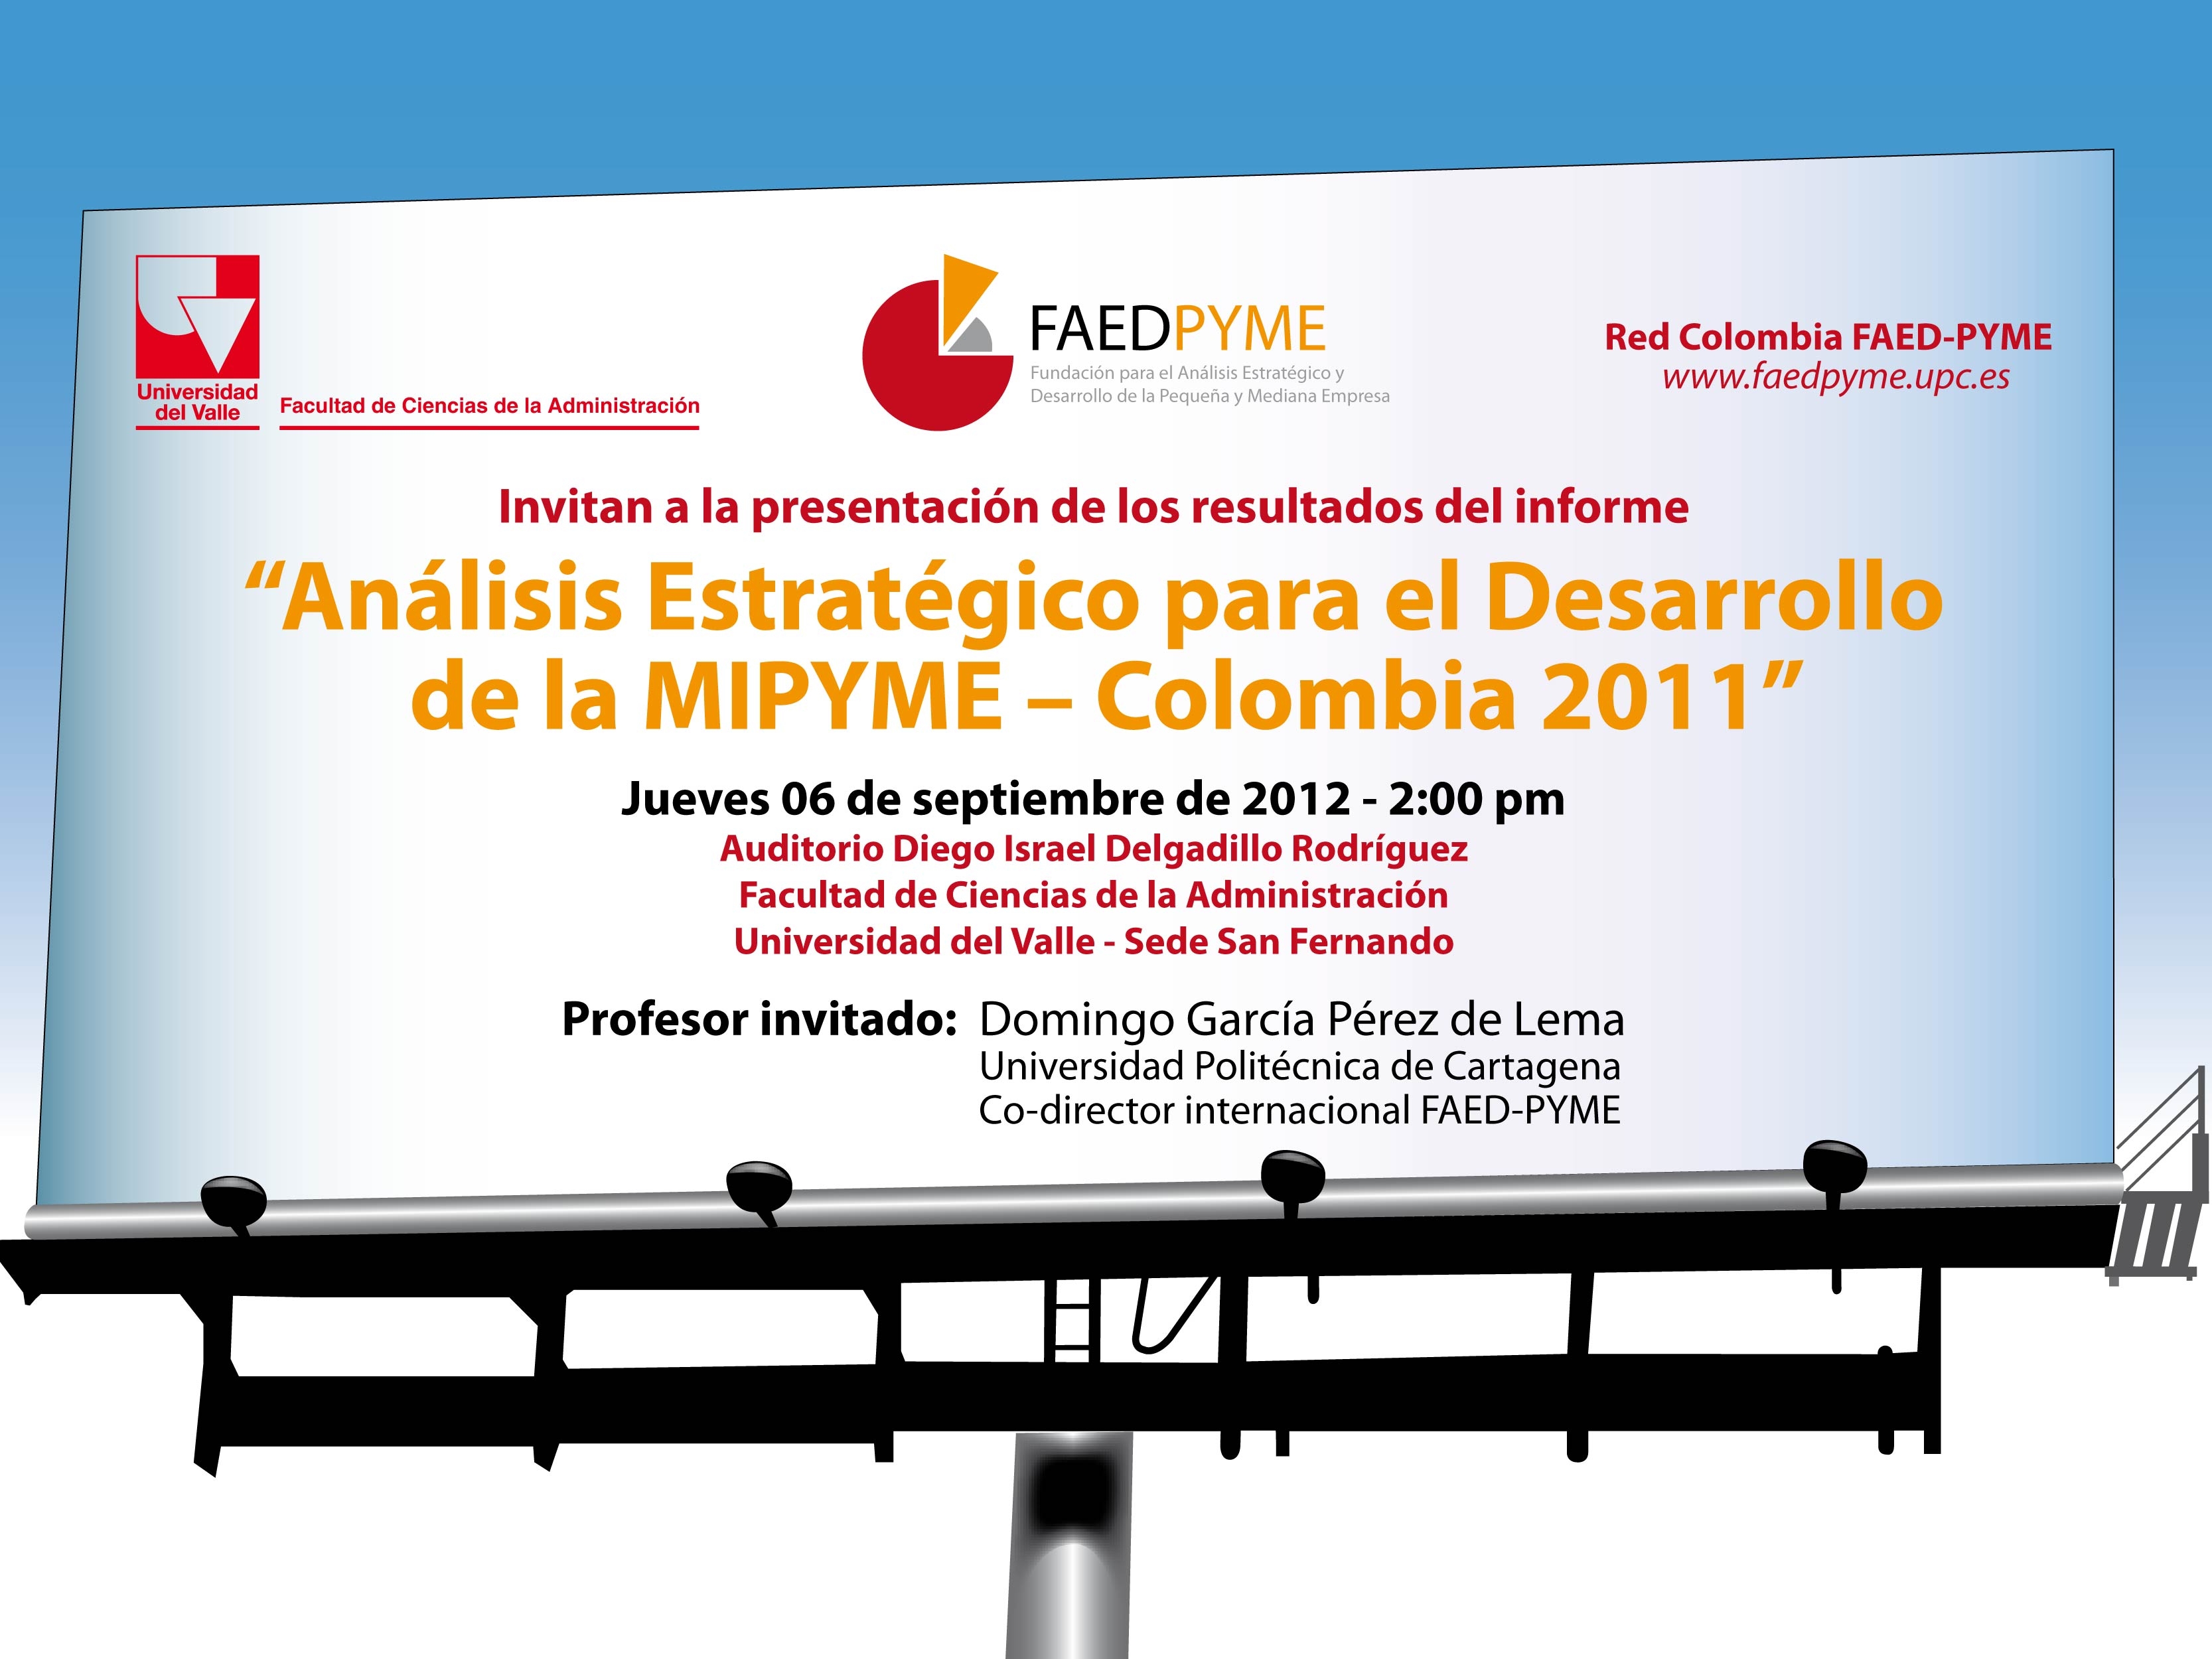 Universidad
del Valle
Facultad de Ciencias de la Administración
FAEDPYME
Fundación para el Análisis Estratégico y
Desarrollo de la Pequeña y Mediana Empresa
Red Colombia FAED-PYME
www.faedpyme.upc.es
Invitan a la presentación de los resultados del informe
“Análisis Estratégico para el Desarrollo
de la MIPYME – Colombia 2011”
Jueves 06 de septiembre de 2012 - 2:00 pm
Auditorio Diego Israel Delgadillo Rodríguez
Facultad de Ciencias de la Administración
Universidad del Valle - Sede San Fernando
Profesor invitado: Domingo García Pérez de Lema
Universidad Politécnica de Cartagena
Co-director internacional FAED-PYME